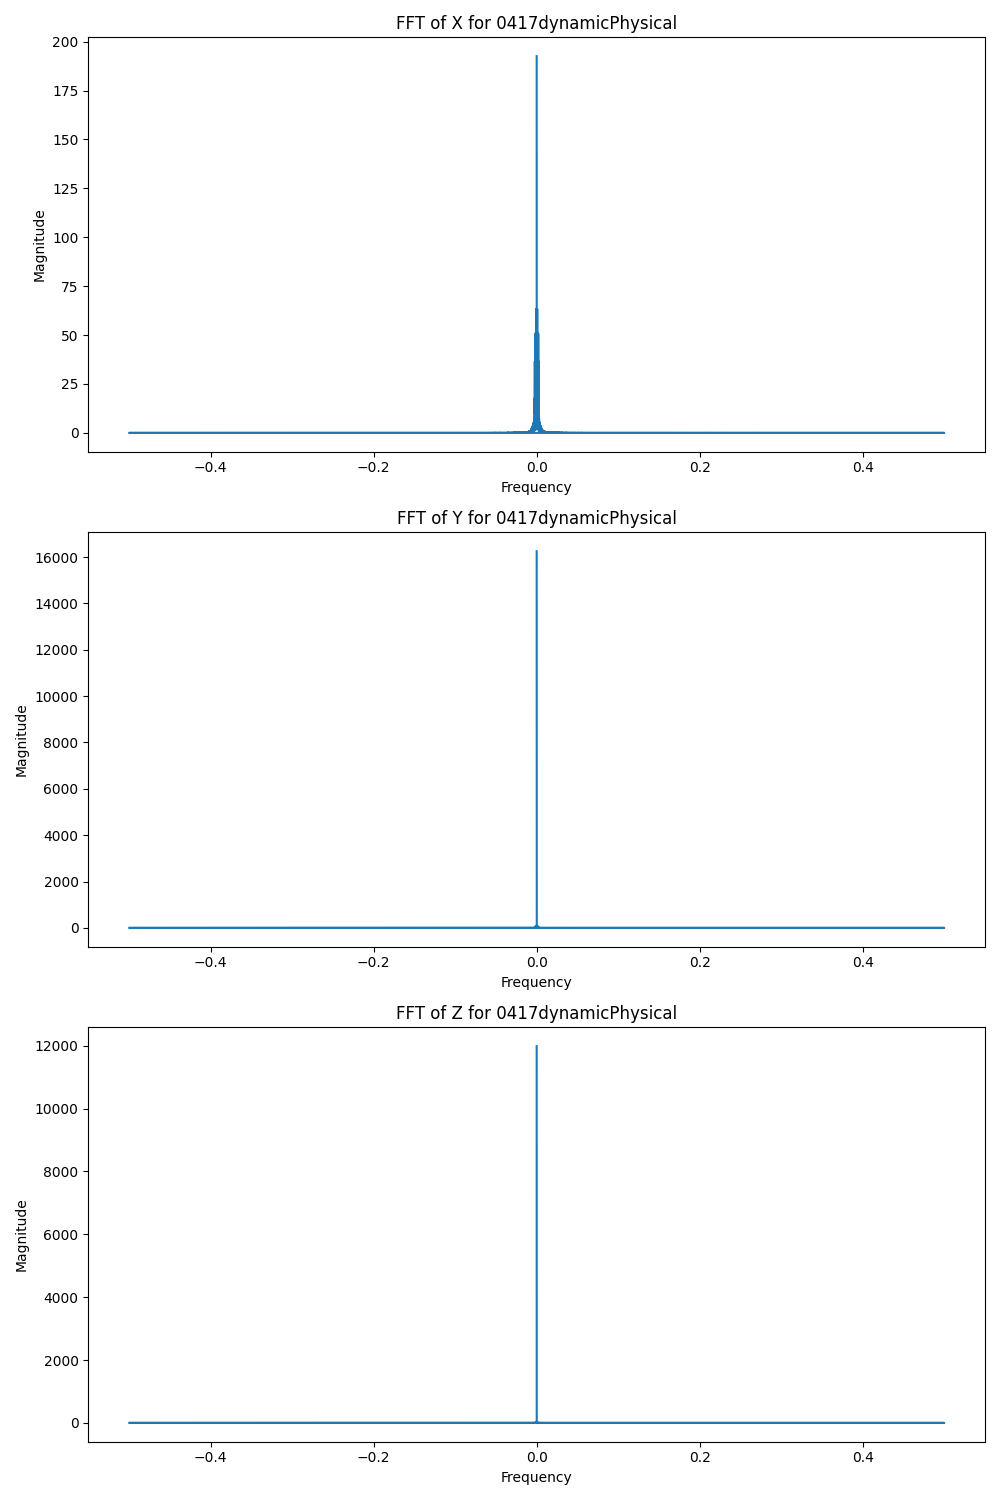 FFT of X for 0417dynamicPhysical
200
175
150
125
100
75
50
25
0
Magnitude
−0.4 −0.2 0.0 0.2 0.4
Frequency
FFT of Y for 0417dynamicPhysical
16000
14000
12000
10000
8000
6000
4000
2000
0
Magnitude
−0.4 −0.2 0.0 0.2 0.4
Frequency
FFT of Z for 0417dynamicPhysical
12000
10000
8000
6000
4000
2000
0
Magnitude
−0.4 −0.2 0.0 0.2 0.4
Frequency